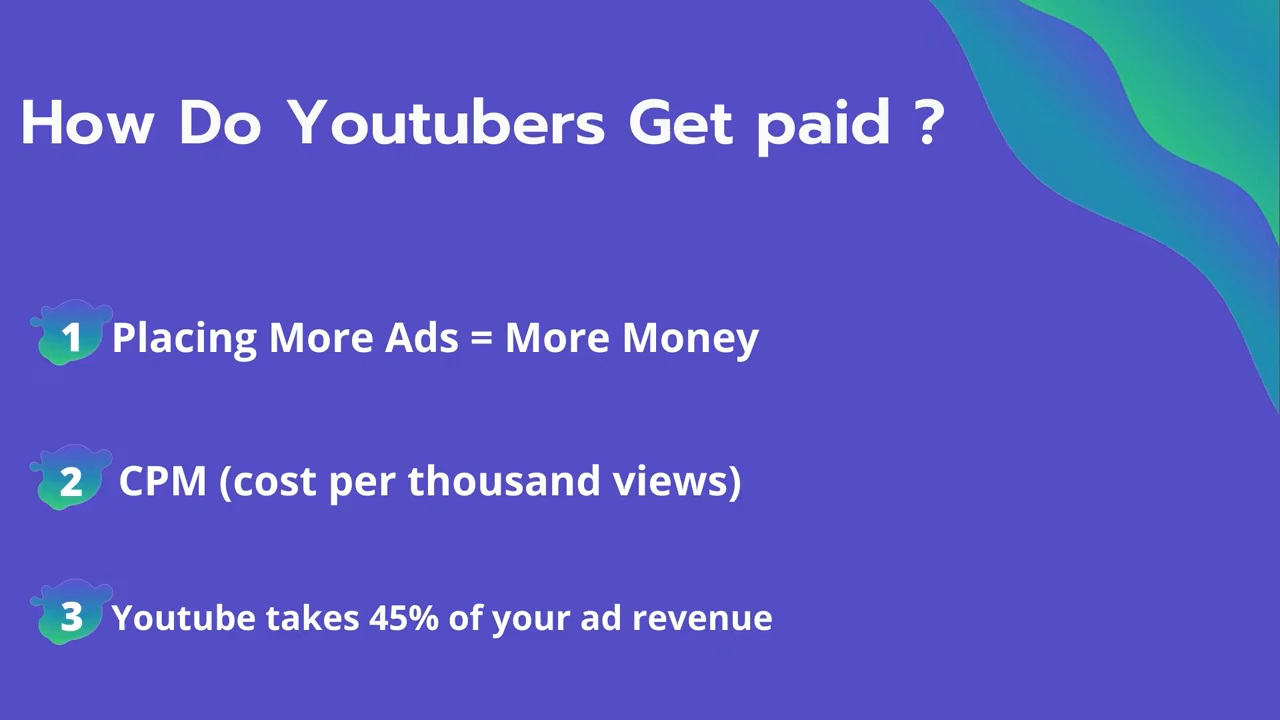 How Do Youtubers Get paid ?
1 Placing More Ads = More Money
2 CPM (cost per thousand views)
3 Youtube takes 45% of your ad revenue